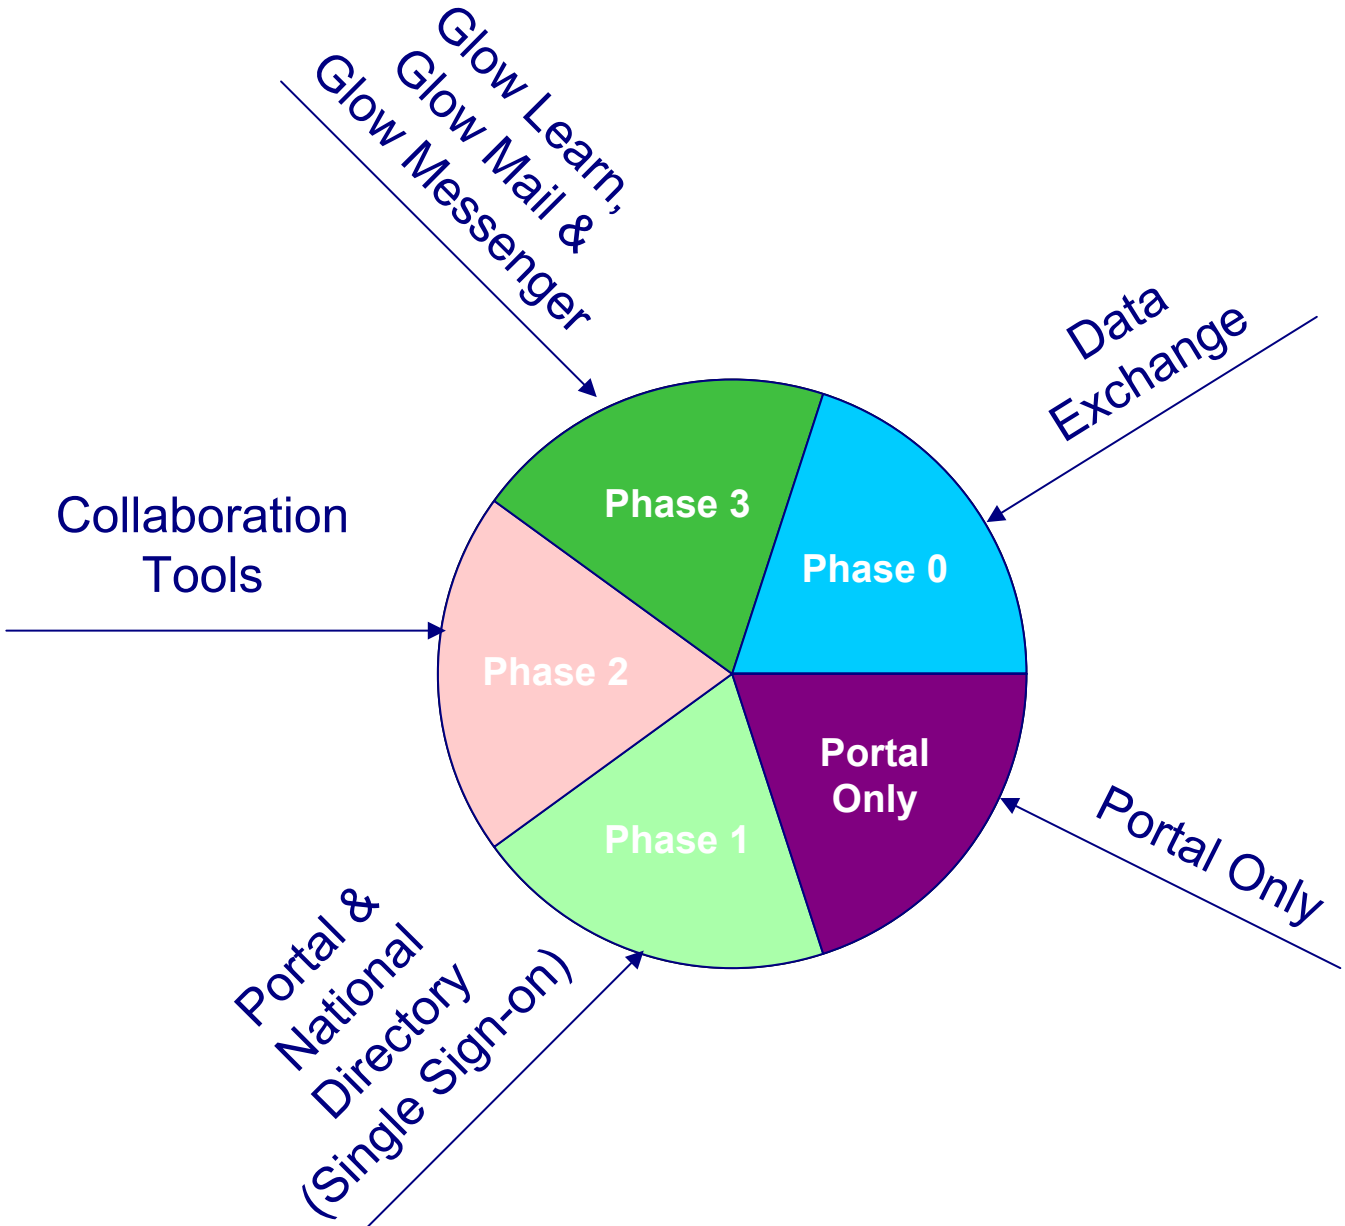 Glow Learn,
Glow Mail &
Glow Messenger
Data
Exchange
Collaboration
Tools
Phase 3
Phase 0
Phase 2
Portal
Only
Phase 1
Portal Only
Portal &
National
Directory
(Single Sign-on)